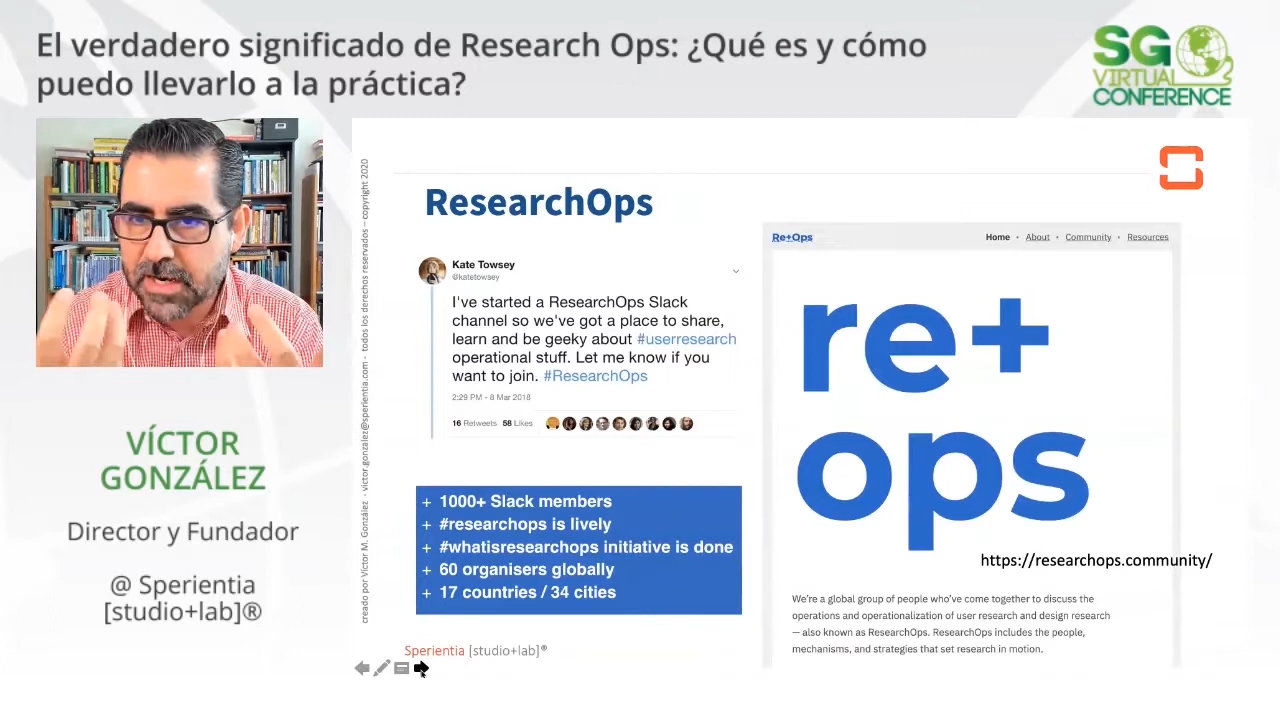 El verdadero significado de Research Ops: ¿Qué es y cómo
puedo llevarlo a la práctica?
SG
VIRTUAL
CONFERENCE
VÍCTOR
GONZÁLEZ
Director y Fundador
@ Sperientia
[studio+lab]®
creado por Víctor M. González - victor.gonzalez@sperientia.com - todos los derechos reservados – copyright 2020
ResearchOps
Kate Towsey
@katetowsey
I've started a ResearchOps Slack
channel so we've got a place to share,
learn and be geeky about #userresearch
operational stuff. Let me know if you
want to join. #ResearchOps
2:29 PM - 8 Mar 2018
16 Retweets 58 Likes
+ 1000+ Slack members
+ #researchops is lively
+ #whatisresearchops initiative is done
+ 60 organisers globally
+ 17 countries / 34 cities
Sperientia [studio+lab]®
Re+Ops
Home • About • Community • Resources
re+
ops
https://researchops.community/
We're a global group of people who've come together to discuss the
operations and operationalization of user research and design research
— also known as ResearchOps. ResearchOps includes the people,
mechanisms, and strategies that set research in motion.